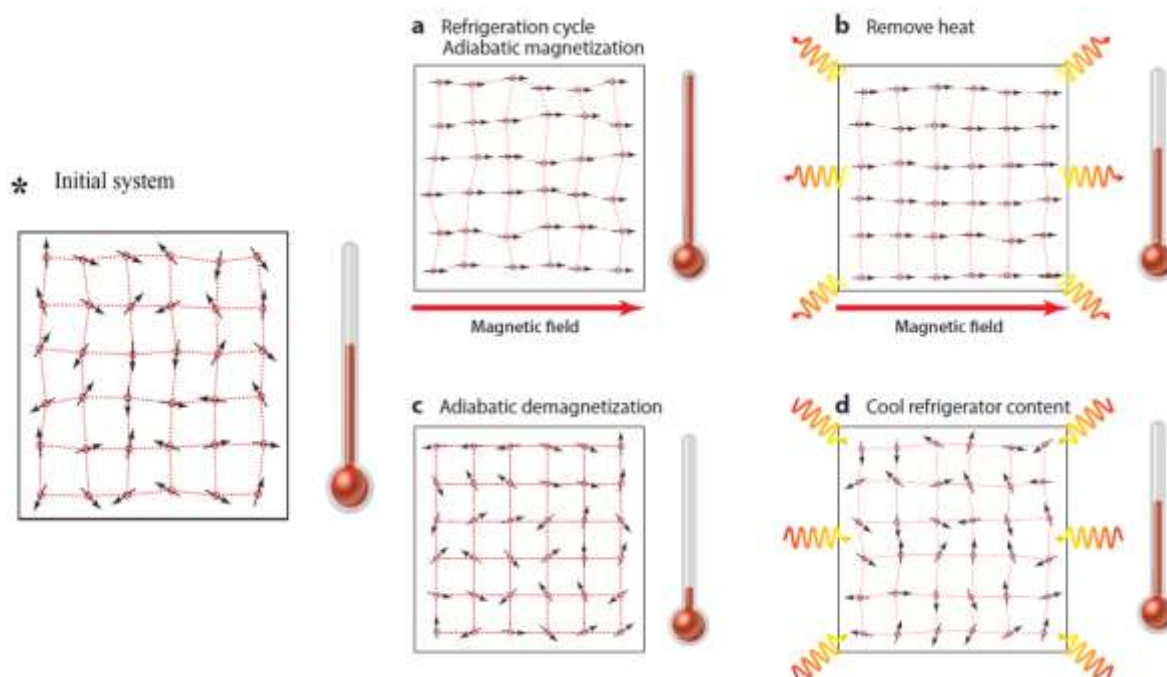 * Initial system
a Refrigeration cycle
Adiabatic magnetization
Magnetic field
b Remove heat
Magnetic field
c Adiabatic demagnetization
d Cool refrigerator content